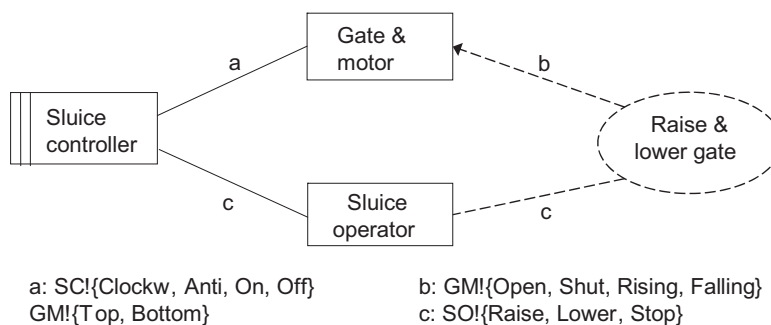 Gate &
motor
a
b
Sluice
controller
Raise &
lower gate
c
Sluice
operator
c
a: SC!{Clockw, Anti, On, Off}
GM!{Top, Bottom}
b: GM!{Open, Shut, Rising, Falling}
c: SO!{Raise, Lower, Stop}